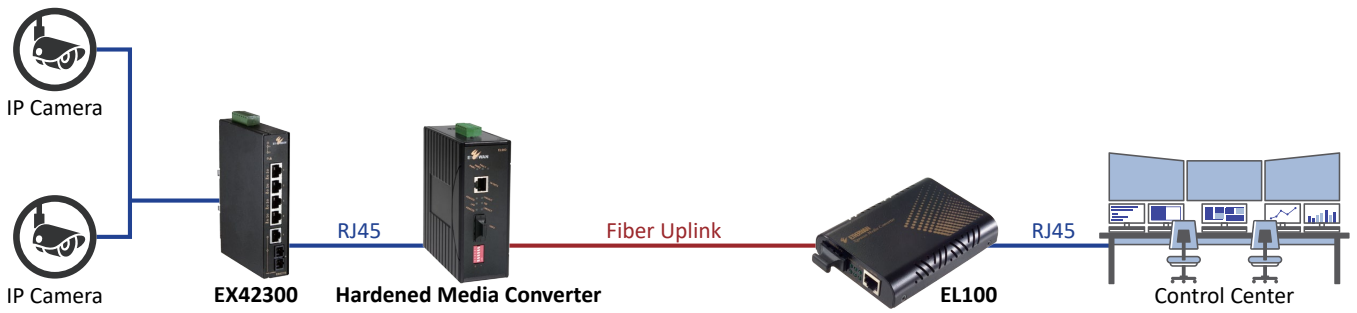 IP Camera
IP Camera
EX42300
RJ45
Hardened Media Converter
Fiber Uplink
EL100
RJ45
Control Center